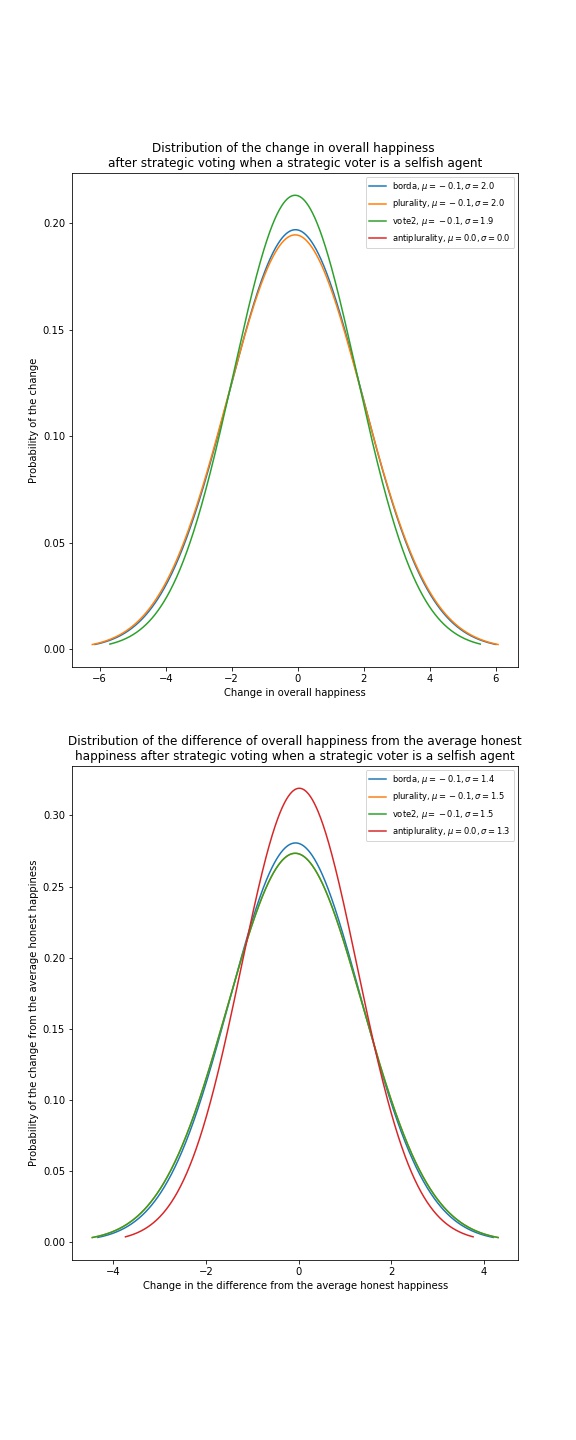 Distribution of the change in overall happiness
after strategic voting when a strategic voter is a selfish agent
borda, μ = −0.1, σ = 2.0
plurality, μ = −0.1, σ = 2.0
vote2, μ = −0.1, σ = 1.9
antiplurality, μ = 0.0, σ = 0.0
0.20
0.15
0.10
0.05
0.00
Probability of the change
−6 −4 −2 0 2 4 6
Change in overall happiness
Distribution of the difference of overall happiness from the average honest
happiness after strategic voting when a strategic voter is a selfish agent
borda, μ = −0.1, σ = 1.4
plurality, μ = −0.1, σ = 1.5
vote2, μ = −0.1, σ = 1.5
antiplurality, μ = 0.0, σ = 1.3
0.30
0.25
0.20
0.15
0.10
0.05
0.00
Probability of the change from the average honest happiness
−4 −2 0 2 4
Change in the difference from the average honest happiness